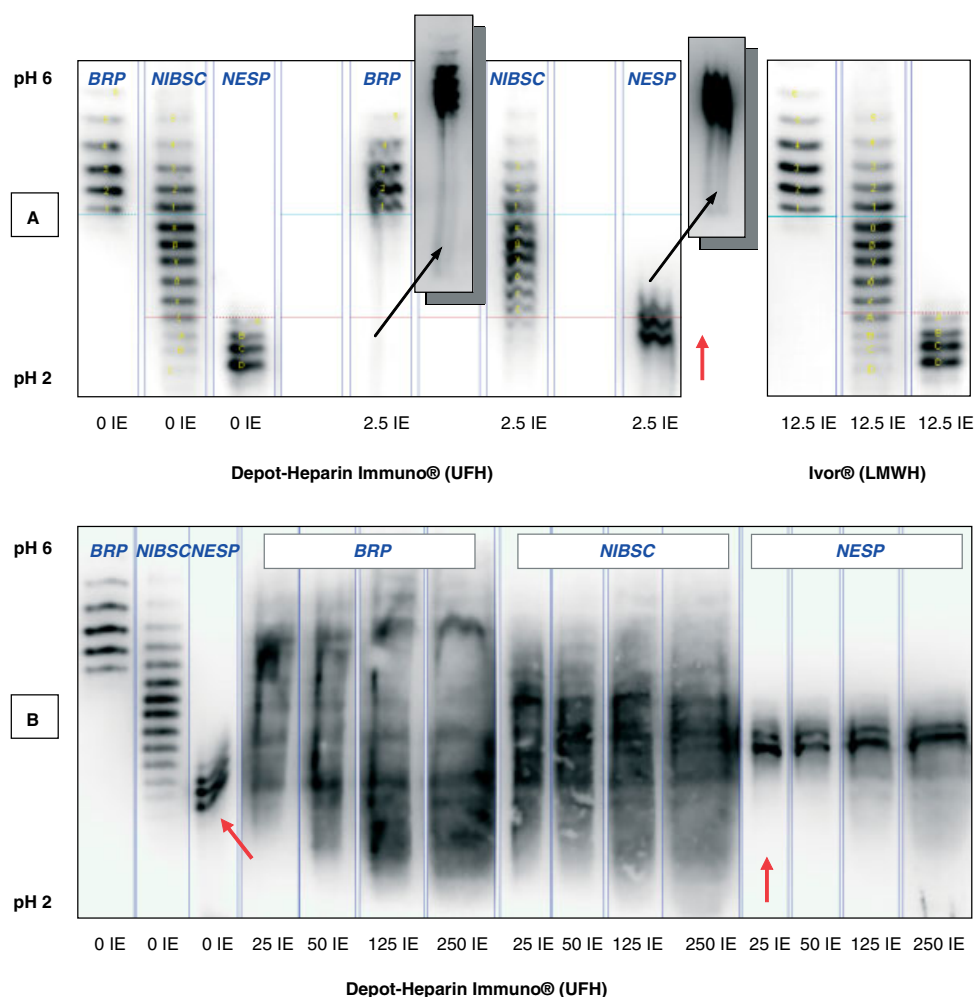 pH 6
BRP NIBSC NESP BRP NIBSC NESP
A
pH 2
0 IE 0 IE 0 IE 2.5 IE 2.5 IE 2.5 IE 12.5 IE 12.5 IE 12.5 IE
Depot-Heparin Immuno® (UFH) Ivor® (LMWH)
pH 6
BRP NIBSC NESP BRP NIBSC NESP
B
pH 2
0 IE 0 IE 0 IE 25 IE 50 IE 125 IE 250 IE 25 IE 50 IE 125 IE 250 IE 25 IE 50 IE 125 IE 250 IE
Depot-Heparin Immuno® (UFH)